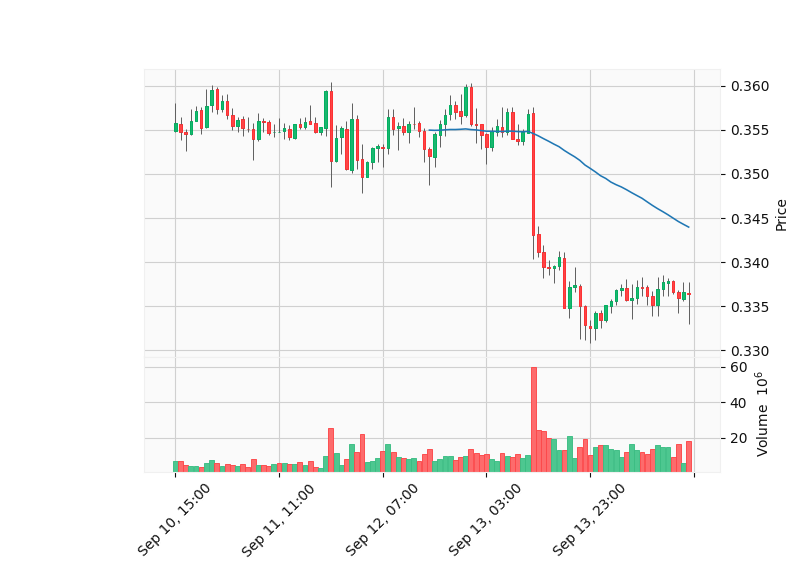 0.360
0.355
0.350
0.345
0.340
0.335
0.330
Price
60
40
20
Volume 10^6
Sep 10, 15:00
Sep 11, 11:00
Sep 12, 07:00
Sep 13, 03:00
Sep 13, 23:00